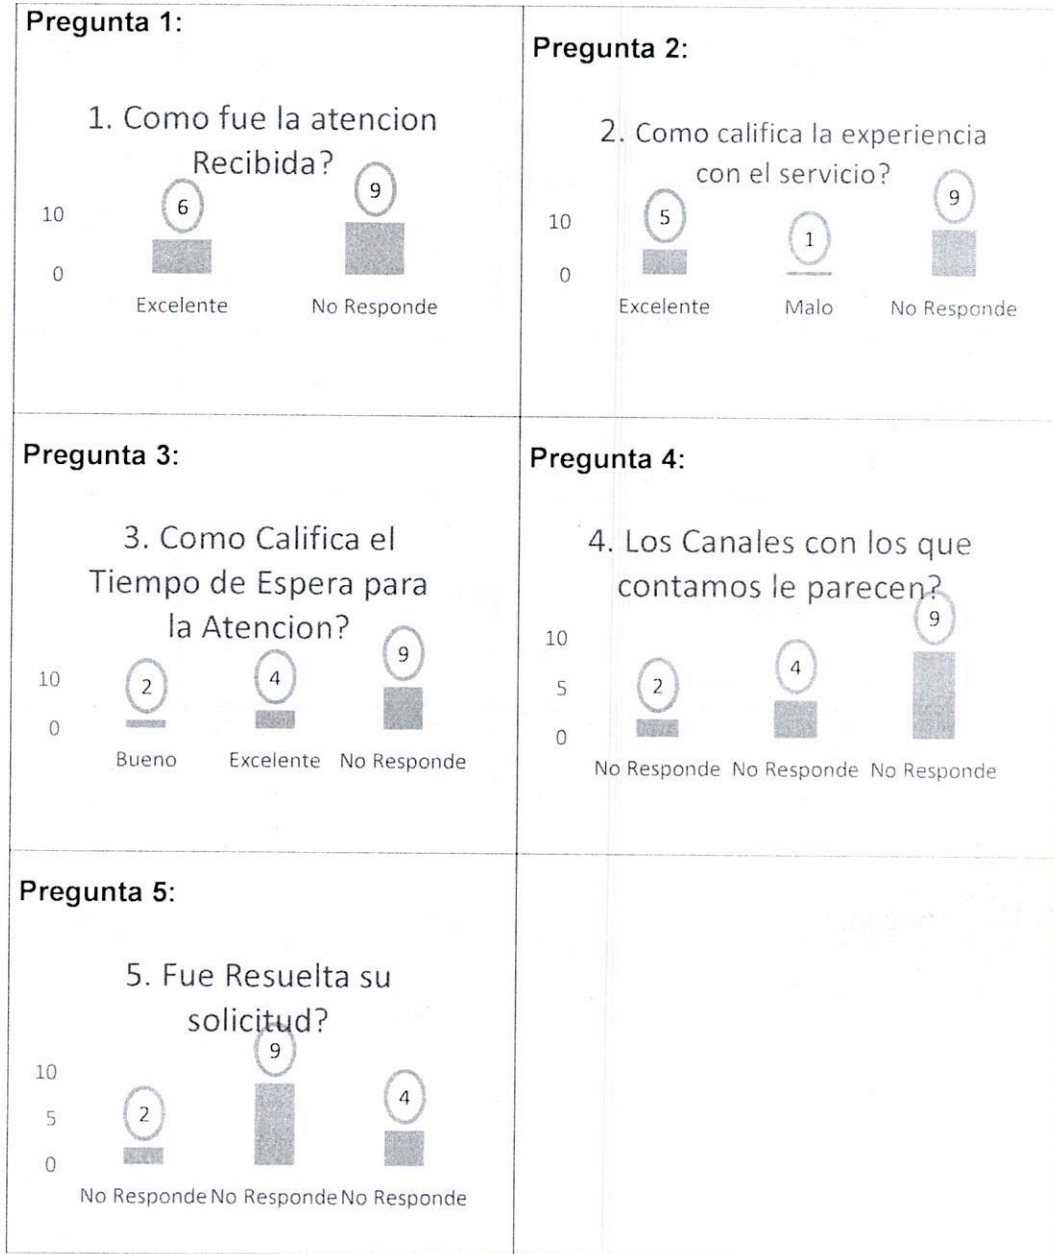 Pregunta 1:
1. Como fue la atencion
Recibida?
6
9
10
0
Excelente
No Responde
Pregunta 2:
2. Como califica la experiencia
con el servicio?
5
1
9
10
0
Excelente
Malo
No Responde
Pregunta 3:
3. Como Califica el
Tiempo de Espera para
la Atencion?
2
4
9
10
0
Bueno
Excelente
No Responde
Pregunta 4:
4. Los Canales con los que
contamos le parecen?
2
4
9
10
5
0
No Responde
No Responde
No Responde
Pregunta 5:
5. Fue Resuelta su
solicitud?
2
9
4
10
5
0
No Responde
No Responde
No Responde